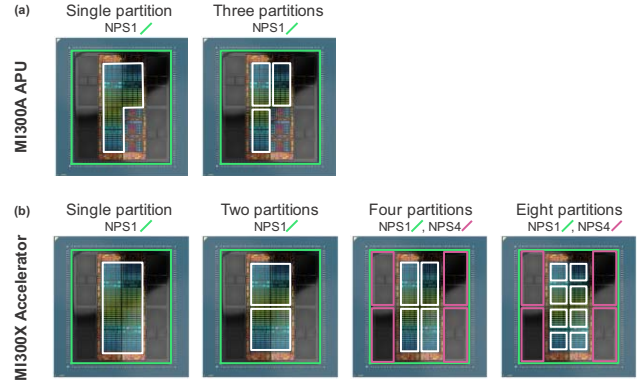 (a)
Single partition
NPS1
Three partitions
NPS1
MI300A APU
(b)
Single partition
NPS1
Two partitions
NPS1
Four partitions
NPS1, NPS4
Eight partitions
NPS1, NPS4
MI300X Accelerator